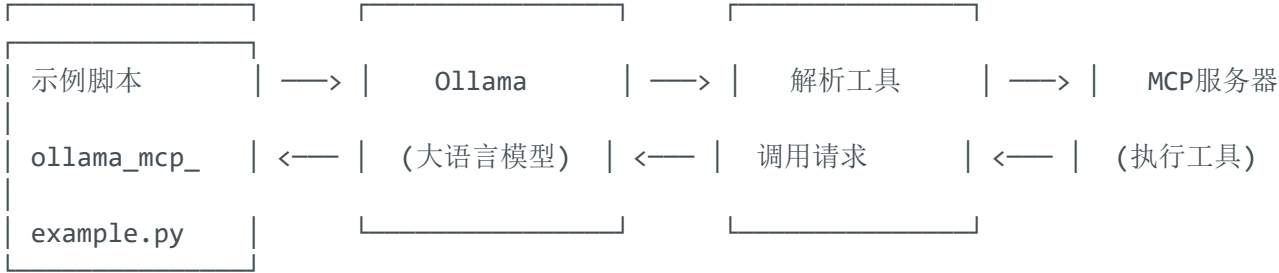 示例脚本 ———> Ollama ———> 解析工具 ———> MCP服务器
ollama_mcp_ <——— (大语言模型) <——— 调用请求 <——— (执行工具)
example.py